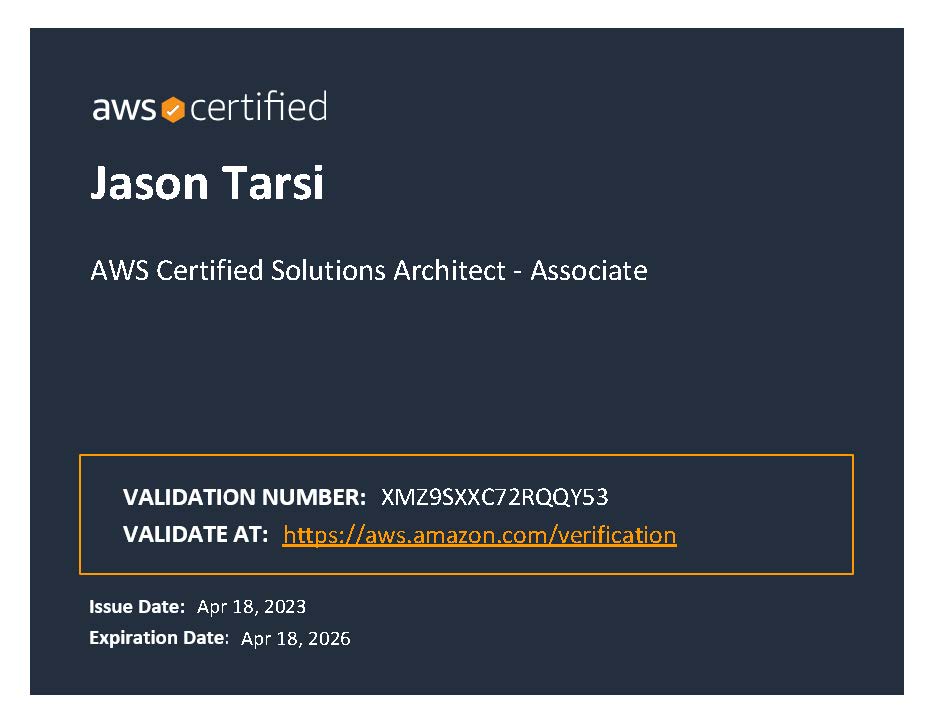 aws certified
Jason Tarsi
AWS Certified Solutions Architect - Associate
VALIDATION NUMBER: XMZ9SXXC72RQQY53
VALIDATE AT: https://aws.amazon.com/verification
Issue Date: Apr 18, 2023
Expiration Date: Apr 18, 2026